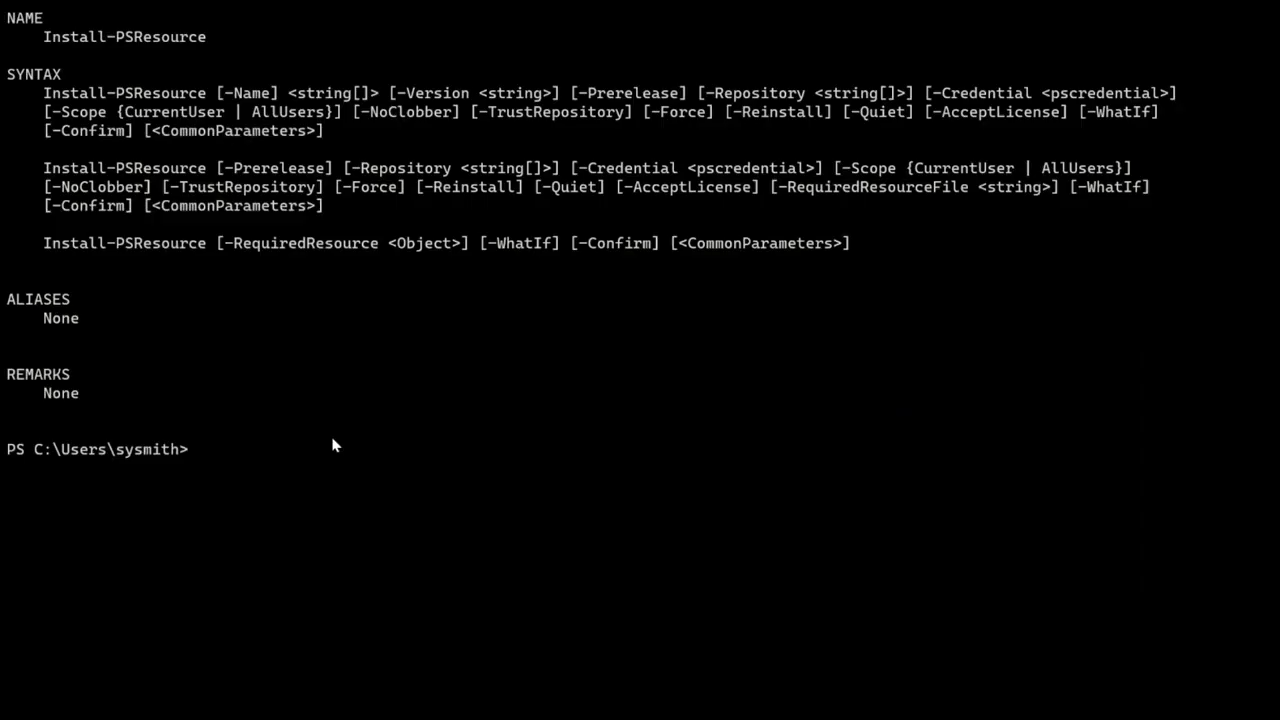 NAME
Install-PSResource
SYNTAX
Install-PSResource [-Name] <string[]> [-Version <string>] [-Prerelease] [-Repository <string[]>] [-Credential <pscredential>]
[-Scope {CurrentUser | AllUsers}] [-NoClobber] [-TrustRepository] [-Force] [-Reinstall] [-Quiet] [-AcceptLicense] [-WhatIf]
[-Confirm] [<CommonParameters>]
Install-PSResource [-Prerelease] [-Repository <string[]>] [-Credential <pscredential>] [-Scope {CurrentUser | AllUsers}]
[-NoClobber] [-TrustRepository] [-Force] [-Reinstall] [-Quiet] [-AcceptLicense] [-RequiredResourceFile <string>] [-WhatIf]
[-Confirm] [<CommonParameters>]
Install-PSResource [-RequiredResource <Object>] [-WhatIf] [-Confirm] [<CommonParameters>]
ALIASES
None
REMARKS
None
PS C:\Users\sysmith>